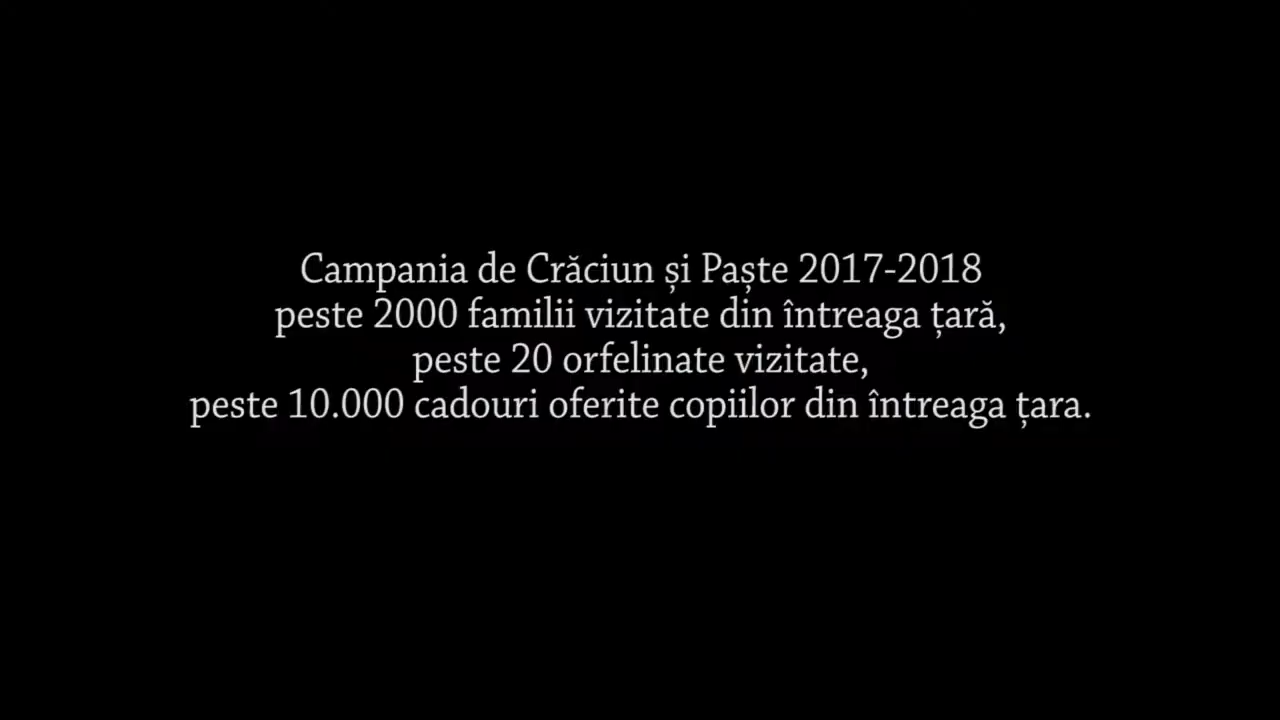 Campania de Crăciun și Paște 2017-2018
peste 2000 familii vizitate din întreaga țară,
peste 20 orfelinate vizitate,
peste 10.000 cadouri oferite copiilor din întreaga țara.